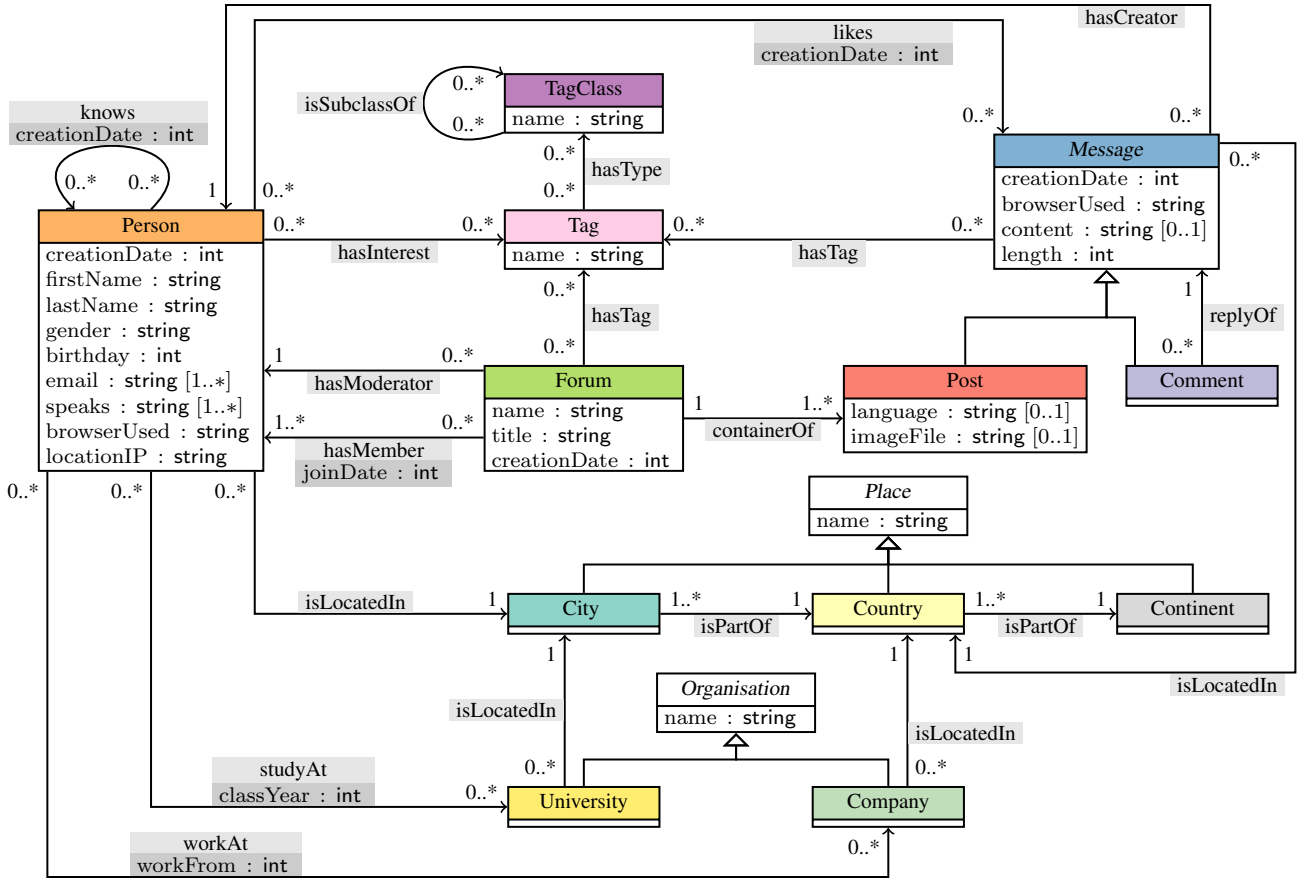 hasCreator
likes
creationDate : int
knows
creationDate : int
0..*
0..*
isSubclassOf
0..*
0..*
TagClass
name : string
0..*
hasType
0..*
0..*
0..*
0..*
Message
creationDate : int
browserUsed : string
content : string [0..1]
length : int
1
0..*
Person
creationDate : int
firstName : string
lastName : string
gender : string
birthday : int
email : string [1..*]
speaks : string [1..*]
browserUsed : string
locationIP : string
0..*
0..*
hasInterest
Tag
name : string
0..*
0..*
hasTag
0..*
hasTag
0..*
1
replyOf
0..*
1
0..*
hasModerator
1..*
0..*
hasMember
joinDate : int
Forum
name : string
title : string
creationDate : int
1
1..*
containerOf
Post
language : string [0..1]
imageFile : string [0..1]
Comment
0..*
0..*
0..*
Place
name : string
isLocatedIn
1
City
1..*
1
isPartOf
Country
1..*
1
isPartOf
Continent
1
1
1
isLocatedIn
isLocatedIn
Organisation
name : string
isLocatedIn
0..*
0..*
studyAt
classYear : int
0..*
University
Company
workAt
workFrom : int
0..*